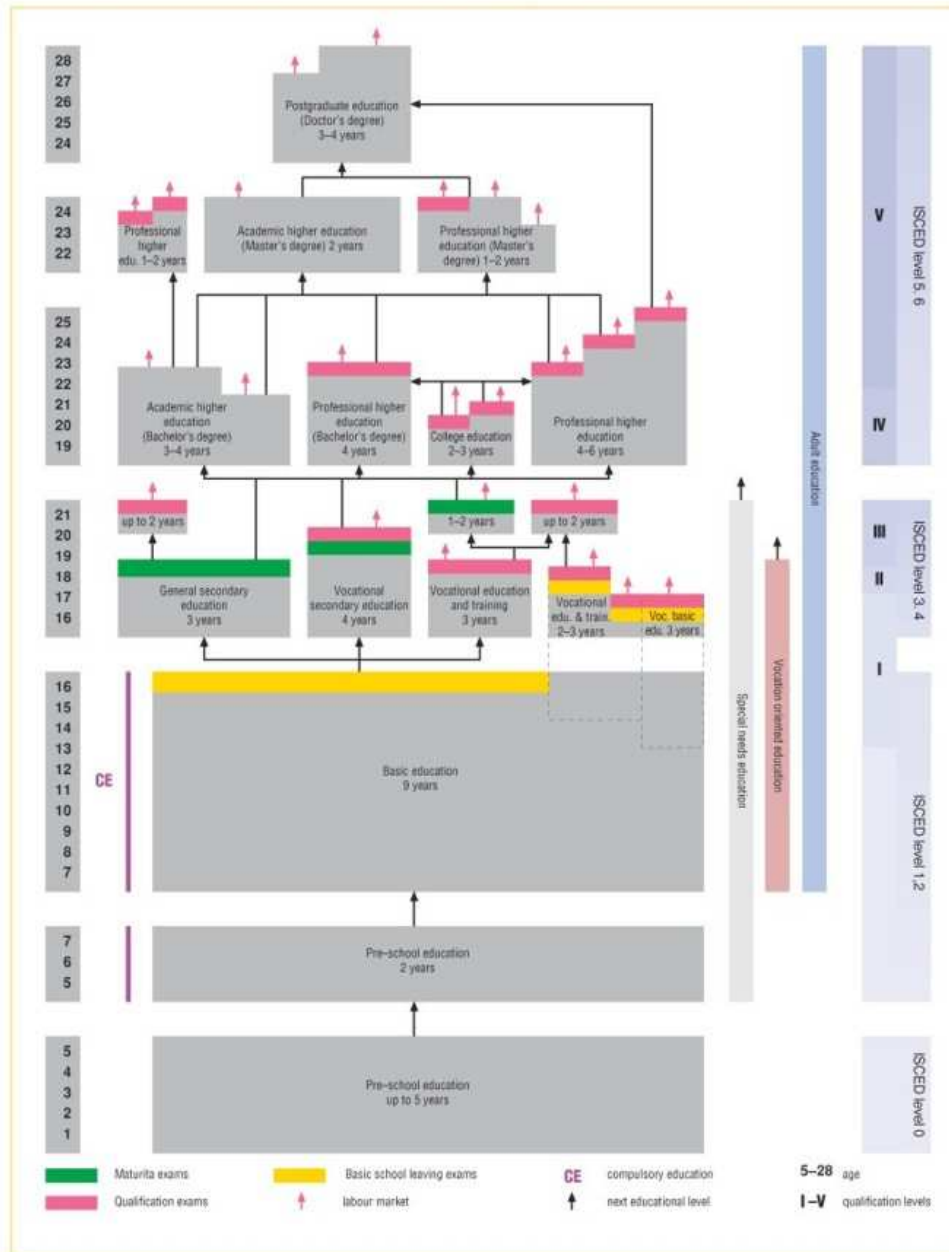 28
27
26
25
24
Postgraduate education
(Doctor's degree)
3–4 years
24
23
22
Professional
higher
edu. 1–2 years
Academic higher education
(Master's degree) 2 years
Professional higher
education (Master's
degree) 1–2 years
25
24
23
22
21
20
19
Academic higher
education
(Bachelor's degree)
3–4 years
Professional higher
education
(Bachelor's degree)
4 years
College education
2–3 years
Professional higher
education
4–6 years
21
20
19
18
17
16
up to 2 years
1–2 years
up to 2 years
General secondary
education
3 years
Vocational
secondary education
4 years
Vocational education
and training
3 years
Vocational
edu. & train.
2–3 years
Voc. basic
edu. 3 years
16
15
14
13
12
11
10
9
8
7
CE
Basic education
9 years
7
6
5
Pre–school education
2 years
5
4
3
2
1
Pre-school education
up to 5 years
Special needs education
Vocation oriented education
Adult education
V
IV
III
II
I
ISCED level 5, 6
ISCED level 3, 4
ISCED level 1,2
ISCED level 0
Maturita exams
Basic school leaving exams
CE compulsory education
5–28 age
Qualification exams
labour market
next educational level
I–V qualification levels